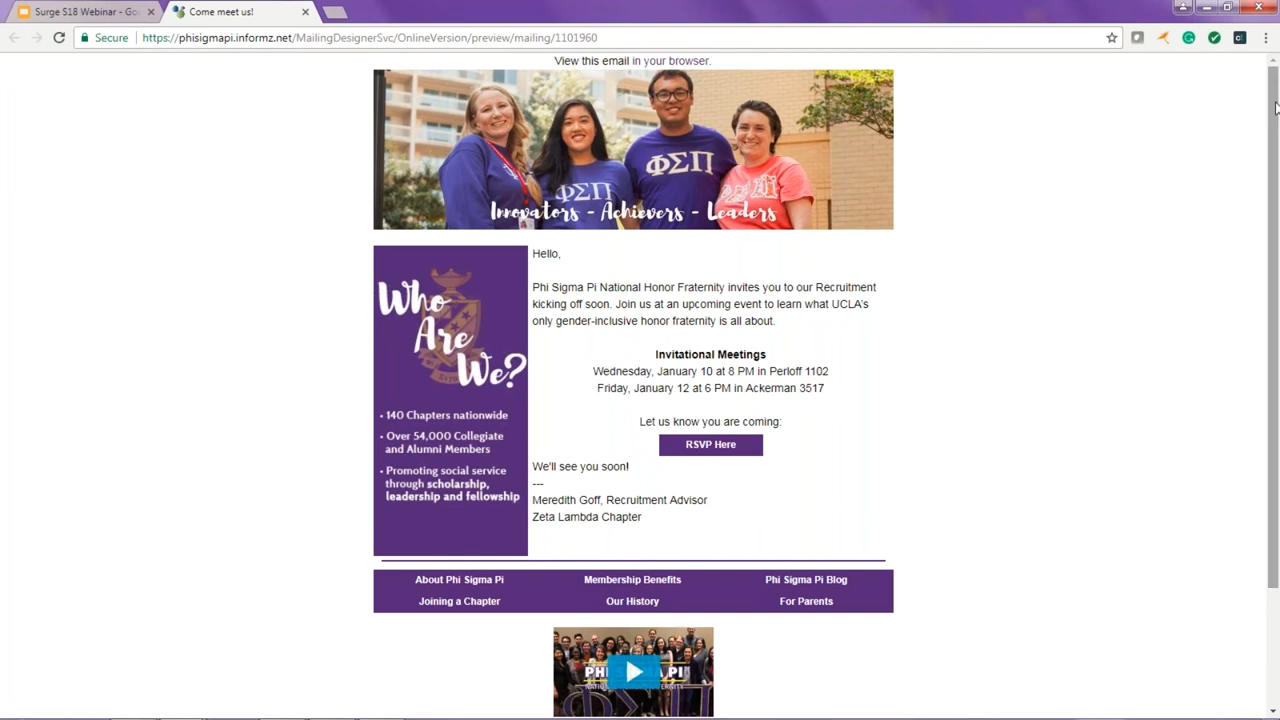 Surge S18 Webinar - Go
Come meet us!
Secure
https://phisigmapi.informz.net/MailingDesignerSvc/OnlineVersion/preview/mailing/1101960
View this email in your browser.
ΦΣΠ
ΦΣΠ
Innovators - Achievers - Leaders
Who
Are
We?
• 140 Chapters nationwide
• Over 54,000 Collegiate
and Alumni Members
• Promoting social service
through scholarship,
leadership and fellowship
Hello,
Phi Sigma Pi National Honor Fraternity invites you to our Recruitment
kicking off soon. Join us at an upcoming event to learn what UCLA's
only gender-inclusive honor fraternity is all about.
Invitational Meetings
Wednesday, January 10 at 8 PM in Perloff 1102
Friday, January 12 at 6 PM in Ackerman 3517
Let us know you are coming:
RSVP Here
We'll see you soon!
---
Meredith Goff, Recruitment Advisor
Zeta Lambda Chapter
About Phi Sigma Pi
Membership Benefits
Phi Sigma Pi Blog
Joining a Chapter
Our History
For Parents
ΦΣΠ